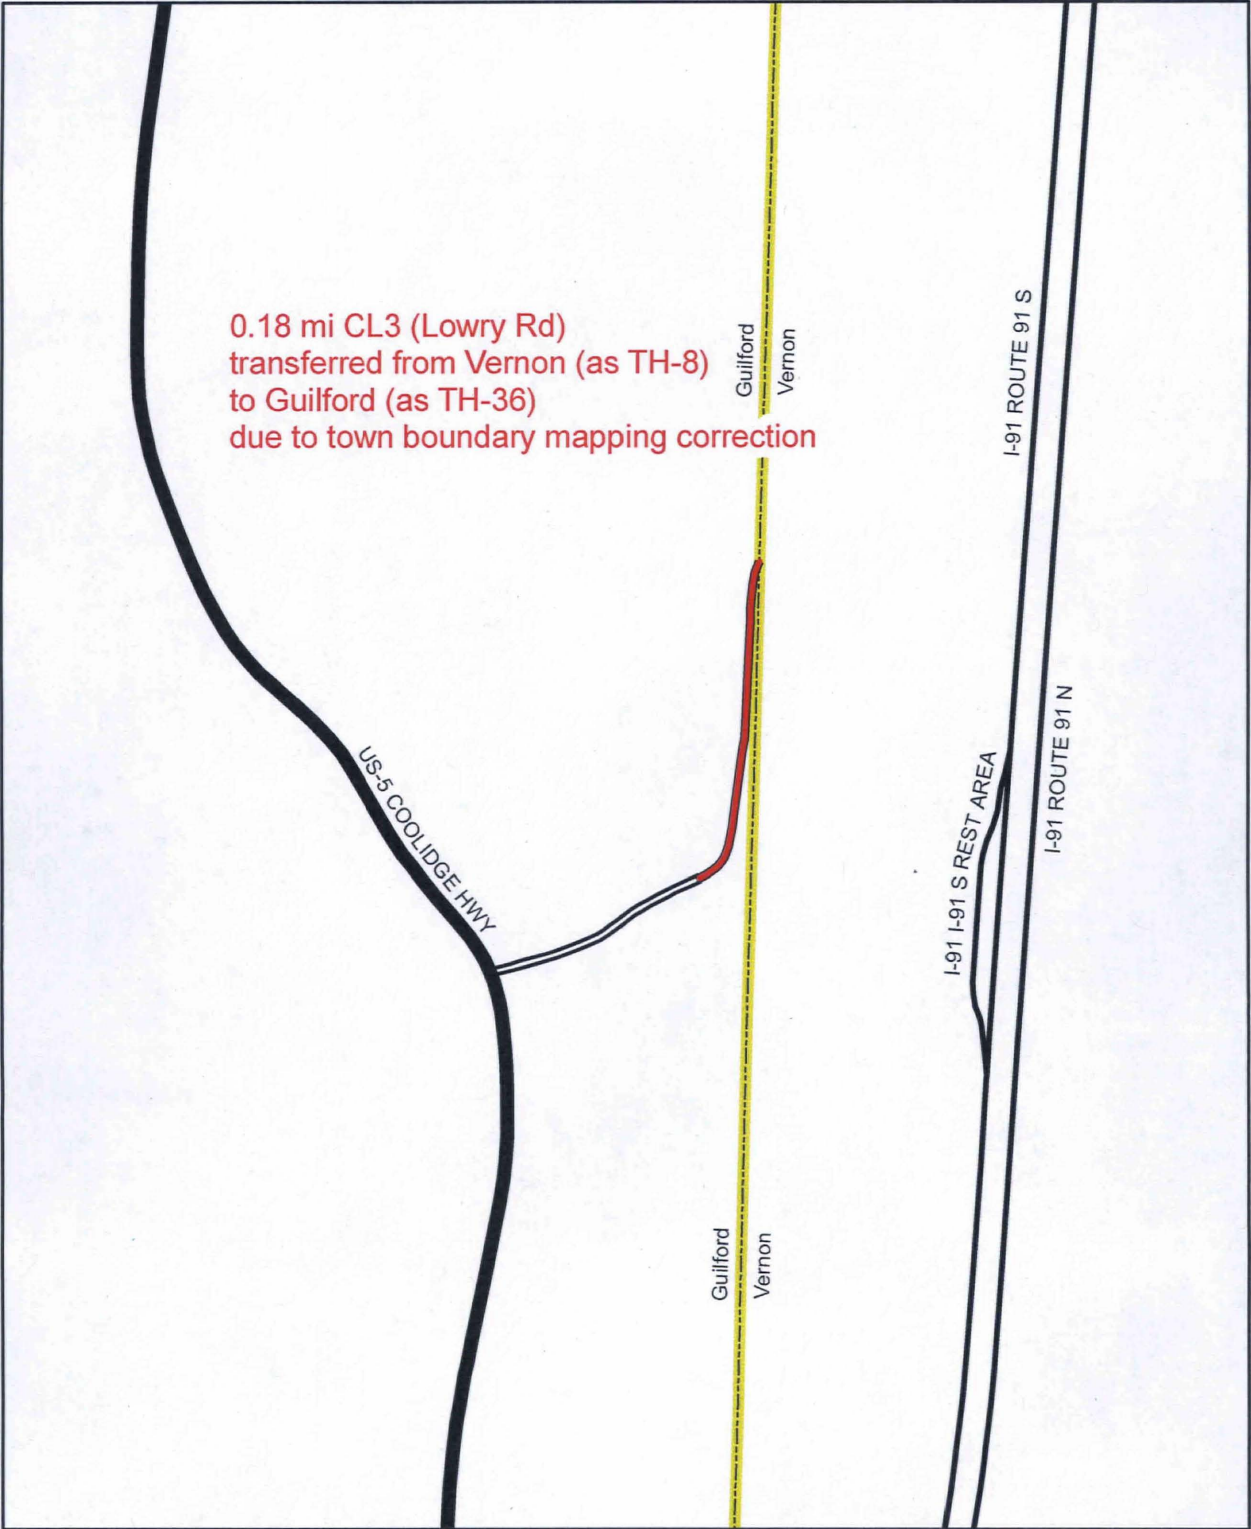 0.18 mi CL3 (Lowry Rd)
transferred from Vernon (as TH-8)
to Guilford (as TH-36)
due to town boundary mapping correction
Guilford
Vernon
I-91 ROUTE 91 S
US-5 COOLIDGE HWY
I-91 I-91 S REST AREA
I-91 ROUTE 91 N
Guilford
Vernon